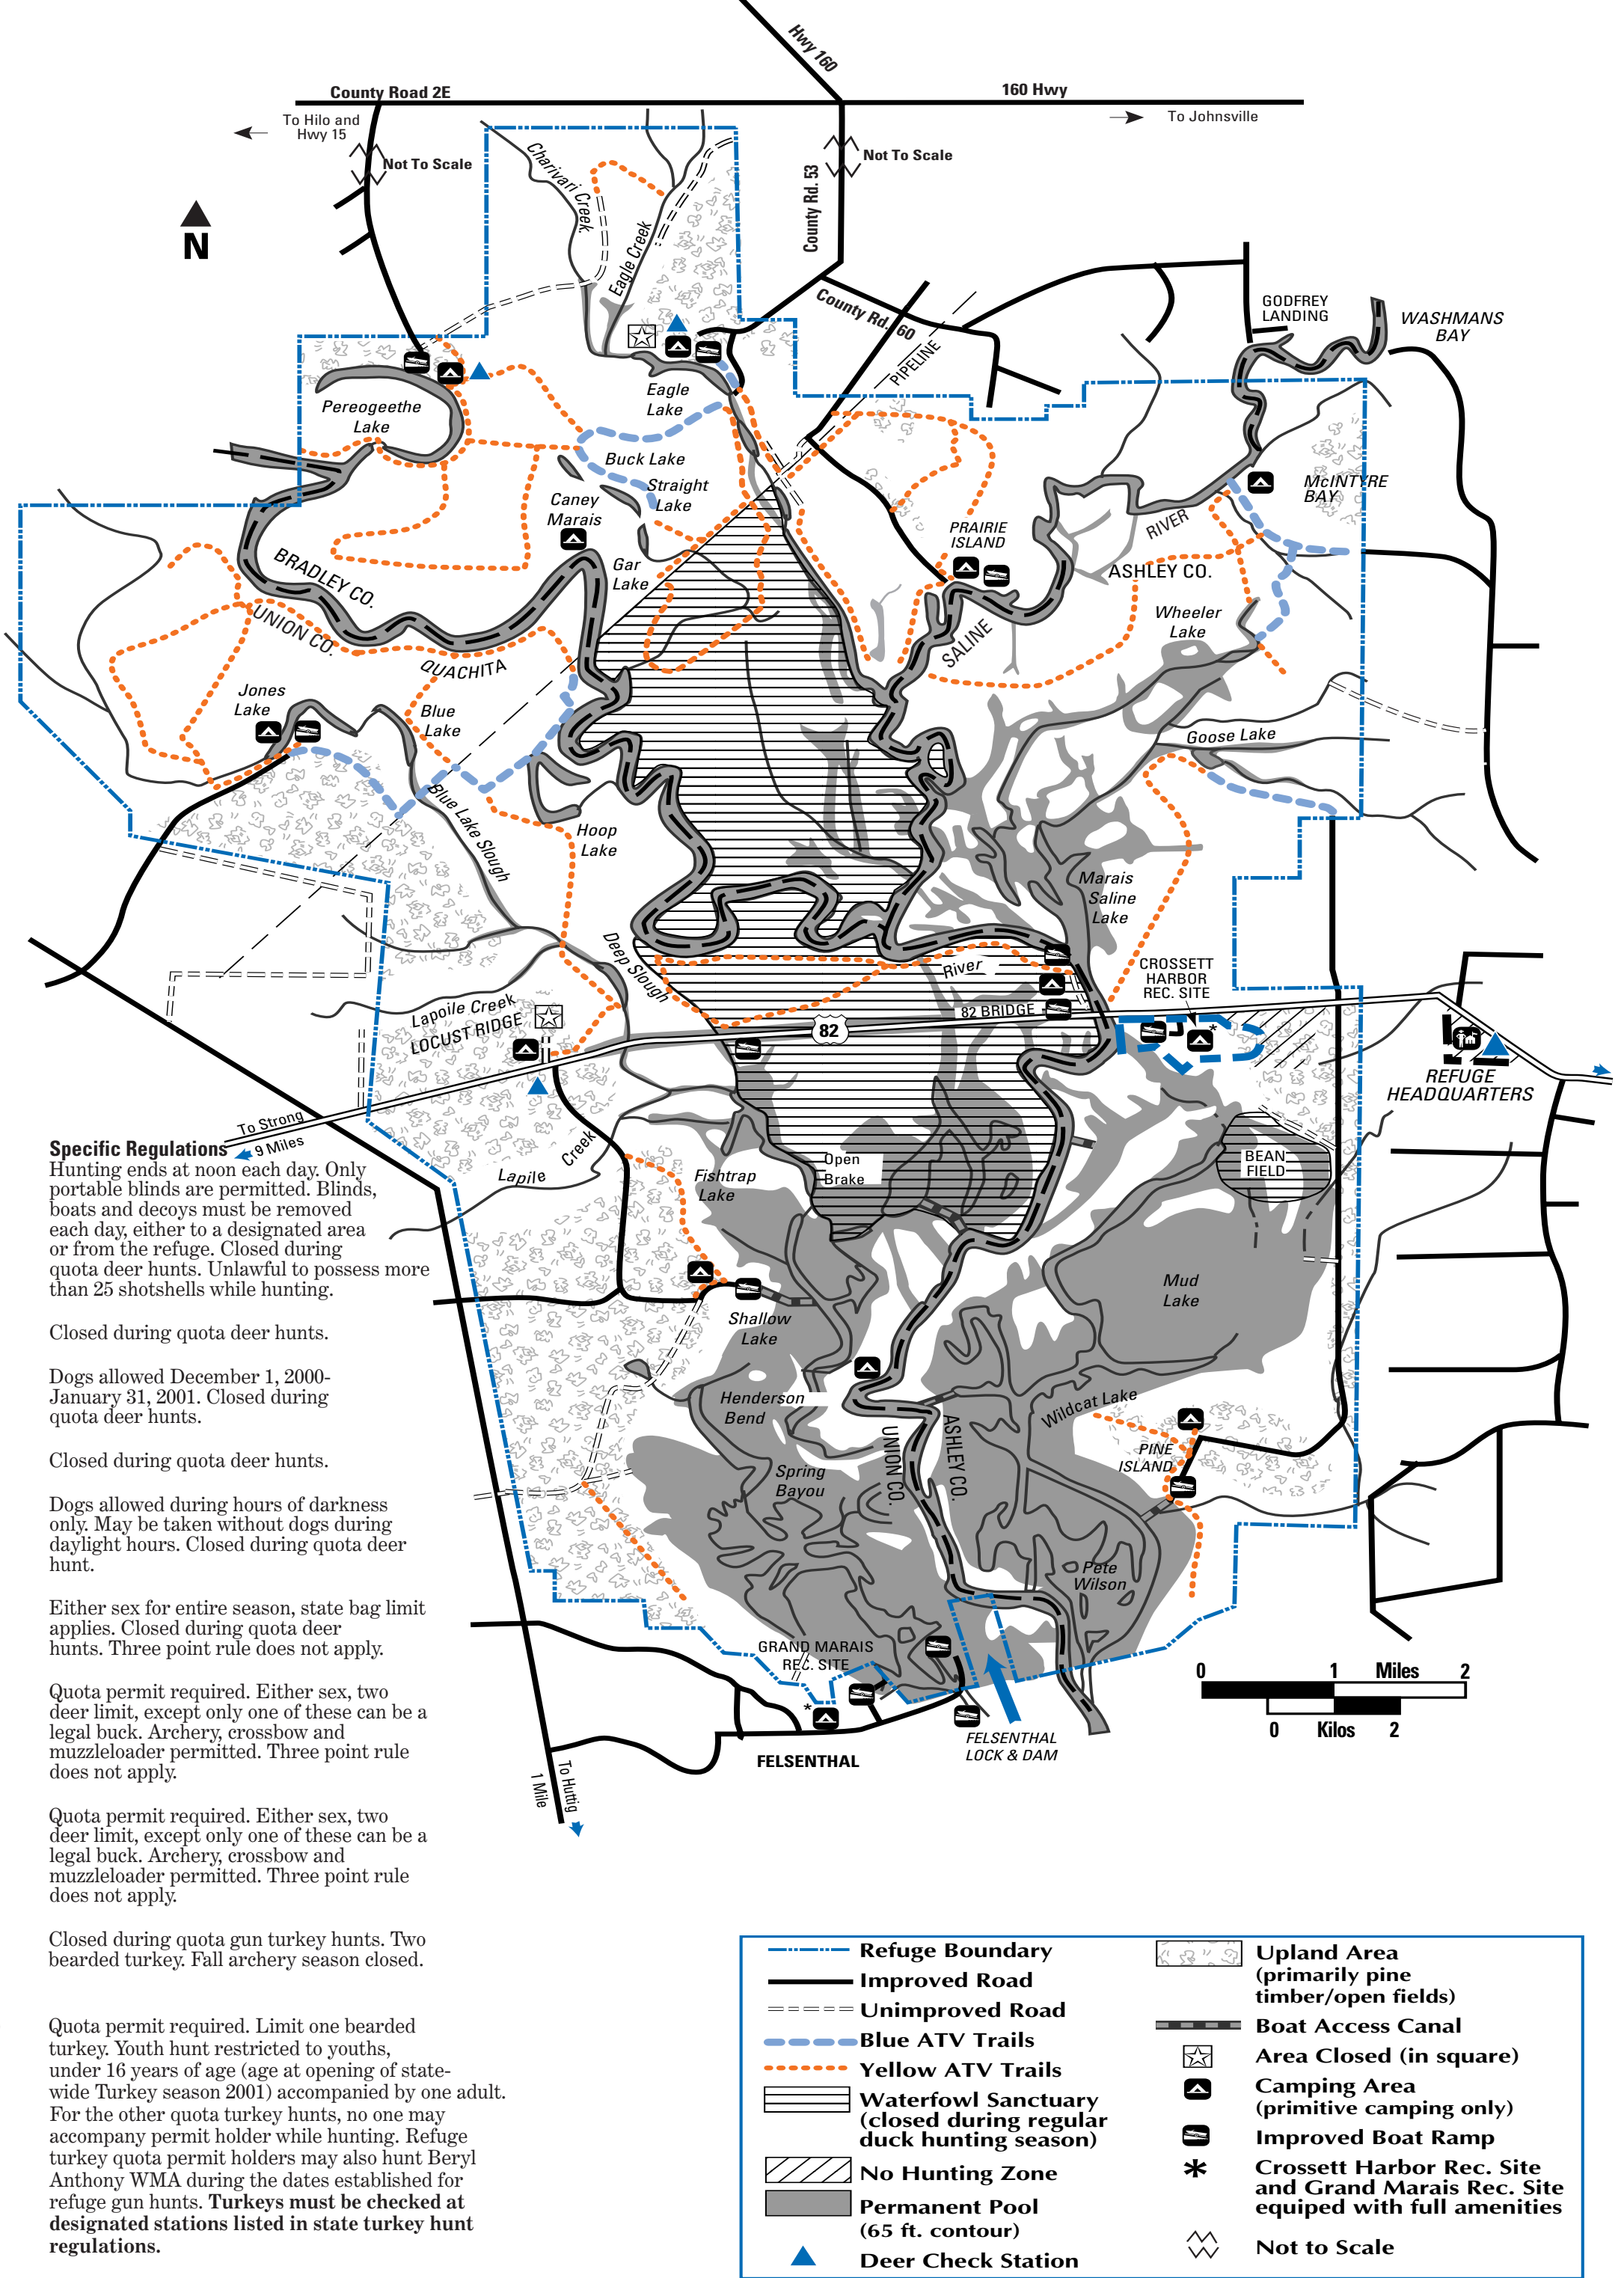 Hwy 160
County Road 2E
160 Hwy
To Hilo and
Hwy 15
To Johnsville
Not To Scale
Not To Scale
County Rd. 53
N
Charivari Creek
Eagle Creek
County Rd. 60
PIPELINE
GODFREY
LANDING
WASHMANS
BAY
Eagle
Lake
Pereogeethe
Lake
Buck Lake
Straight
Lake
Caney
Marais
McINTYRE
BAY
PRAIRIE
ISLAND
RIVER
Gar
Lake
BRADLEY CO.
ASHLEY CO.
UNION CO.
Wheeler
Lake
SALINE
OUACHITA
Jones
Lake
Blue
Lake
Goose Lake
Blue Lake Slough
Hoop
Lake
Marais
Saline
Lake
Deep Slough
River
CROSSETT
HARBOR
REC. SITE
Lapoile Creek
LOCUST RIDGE
82 BRIDGE
82
*
REFUGE
HEADQUARTERS
To Strong
9 Miles
Lapile
Creek
Fishtrap
Lake
Open
Brake
BEAN
FIELD
Mud
Lake
Shallow
Lake
Henderson
Bend
Wildcat Lake
UNION CO.
ASHLEY CO.
PINE
ISLAND
Spring
Bayou
Pete
Wilson
GRAND MARAIS
REC. SITE
*
FELSENTHAL
LOCK & DAM
FELSENTHAL
To Huttig
1 Mile
0 1 Miles 2
0 Kilos 2
Specific Regulations
Hunting ends at noon each day. Only
portable blinds are permitted. Blinds,
boats and decoys must be removed
each day, either to a designated area
or from the refuge. Closed during
quota deer hunts. Unlawful to possess more
than 25 shotshells while hunting.
Closed during quota deer hunts.
Dogs allowed December 1, 2000-
January 31, 2001. Closed during
quota deer hunts.
Closed during quota deer hunts.
Dogs allowed during hours of darkness
only. May be taken without dogs during
daylight hours. Closed during quota deer
hunt.
Either sex for entire season, state bag limit
applies. Closed during quota deer
hunts. Three point rule does not apply.
Quota permit required. Either sex, two
deer limit, except only one of these can be a
legal buck. Archery, crossbow and
muzzleloader permitted. Three point rule
does not apply.
Quota permit required. Either sex, two
deer limit, except only one of these can be a
legal buck. Archery, crossbow and
muzzleloader permitted. Three point rule
does not apply.
Closed during quota gun turkey hunts. Two
bearded turkey. Fall archery season closed.
Quota permit required. Limit one bearded
turkey. Youth hunt restricted to youths,
under 16 years of age (age at opening of state-
wide Turkey season 2001) accompanied by one adult.
For the other quota turkey hunts, no one may
accompany permit holder while hunting. Refuge
turkey quota permit holders may also hunt Beryl
Anthony WMA during the dates established for
refuge gun hunts. Turkeys must be checked at
designated stations listed in state turkey hunt
regulations.
Refuge Boundary
Improved Road
Unimproved Road
Blue ATV Trails
Yellow ATV Trails
Waterfowl Sanctuary
(closed during regular
duck hunting season)
No Hunting Zone
Permanent Pool
(65 ft. contour)
Deer Check Station
Upland Area
(primarily pine
timber/open fields)
Boat Access Canal
Area Closed (in square)
Camping Area
(primitive camping only)
Improved Boat Ramp
* Crossett Harbor Rec. Site
and Grand Marais Rec. Site
equiped with full amenities
Not to Scale